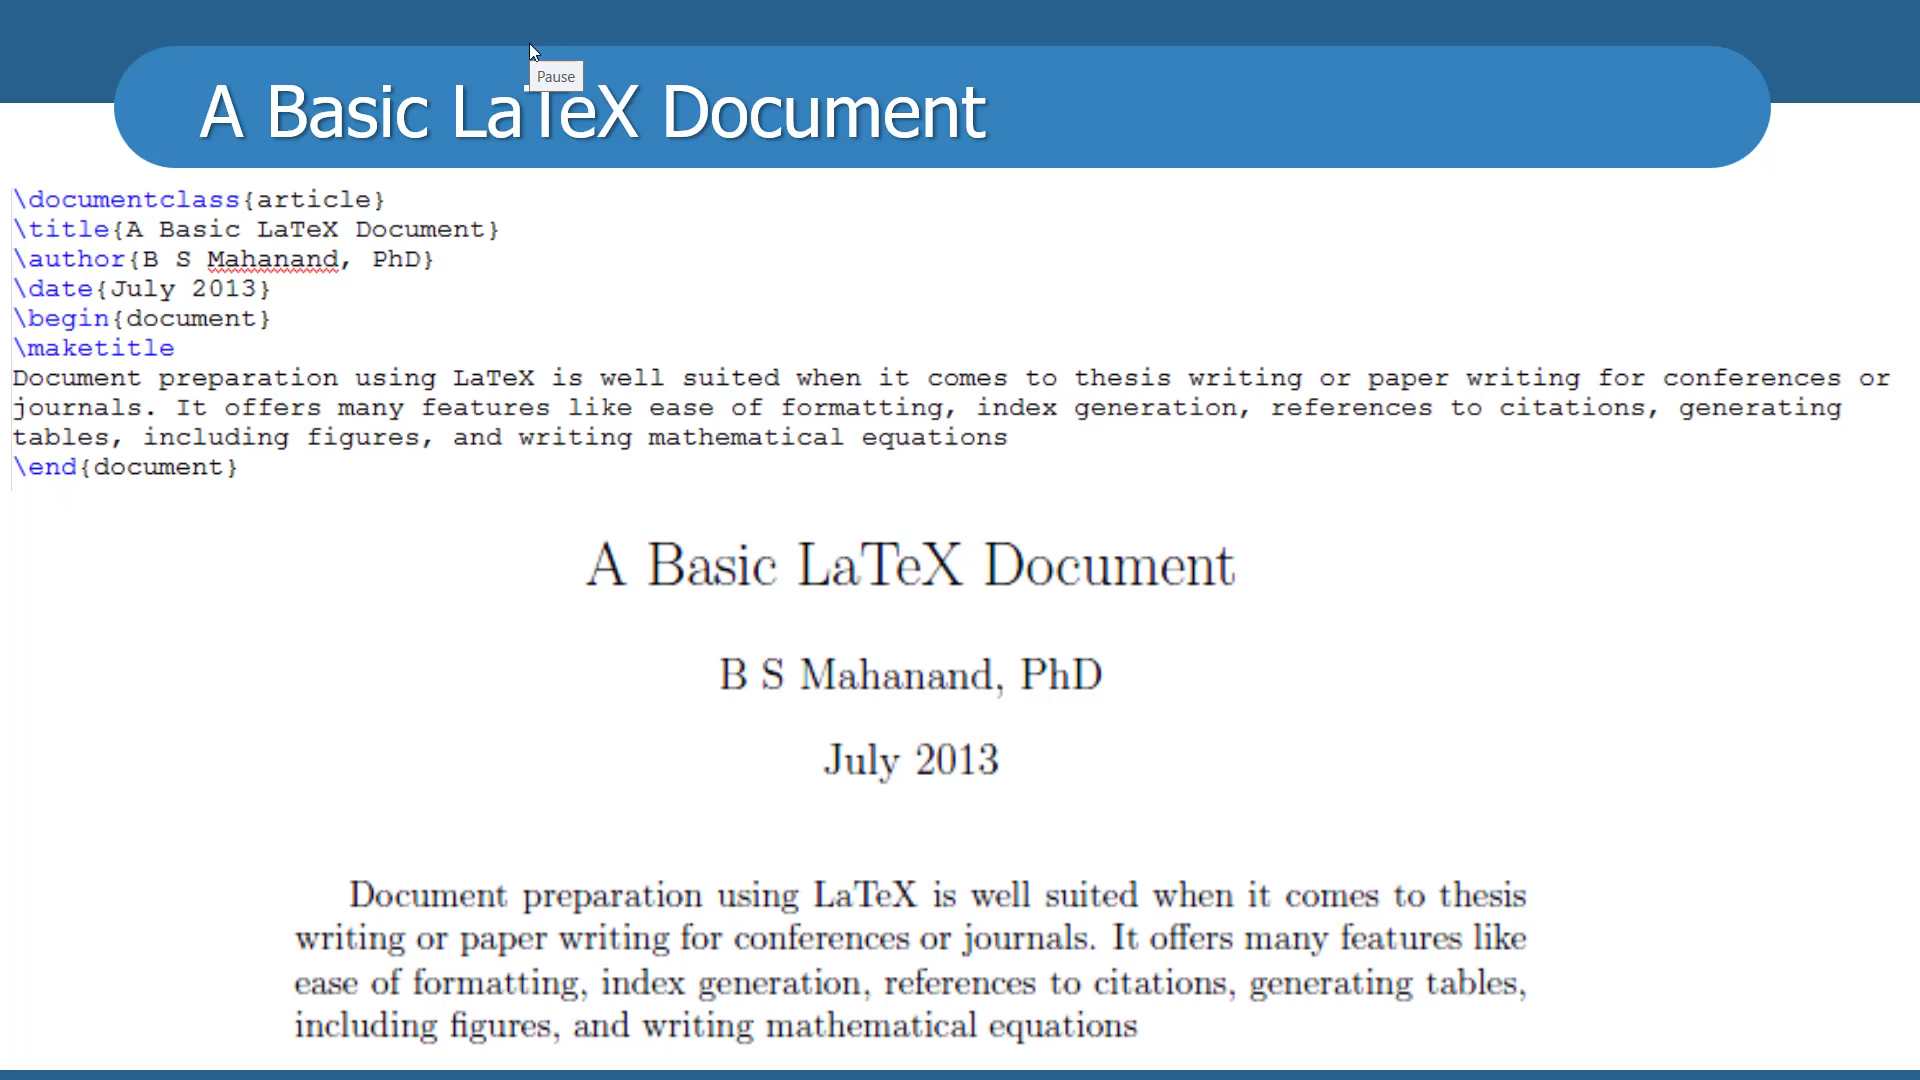 Pause
A Basic LaTeX Document
\documentclass{article}
\title{A Basic LaTeX Document}
\author{B S Mahanand, PhD}
\date{July 2013}
\begin{document}
\maketitle
Document preparation using LaTeX is well suited when it comes to thesis writing or paper writing for conferences or
journals. It offers many features like ease of formatting, index generation, references to citations, generating
tables, including figures, and writing mathematical equations
\end{document}
A Basic LaTeX Document
B S Mahanand, PhD
July 2013
Document preparation using LaTeX is well suited when it comes to thesis
writing or paper writing for conferences or journals. It offers many features like
ease of formatting, index generation, references to citations, generating tables,
including figures, and writing mathematical equations